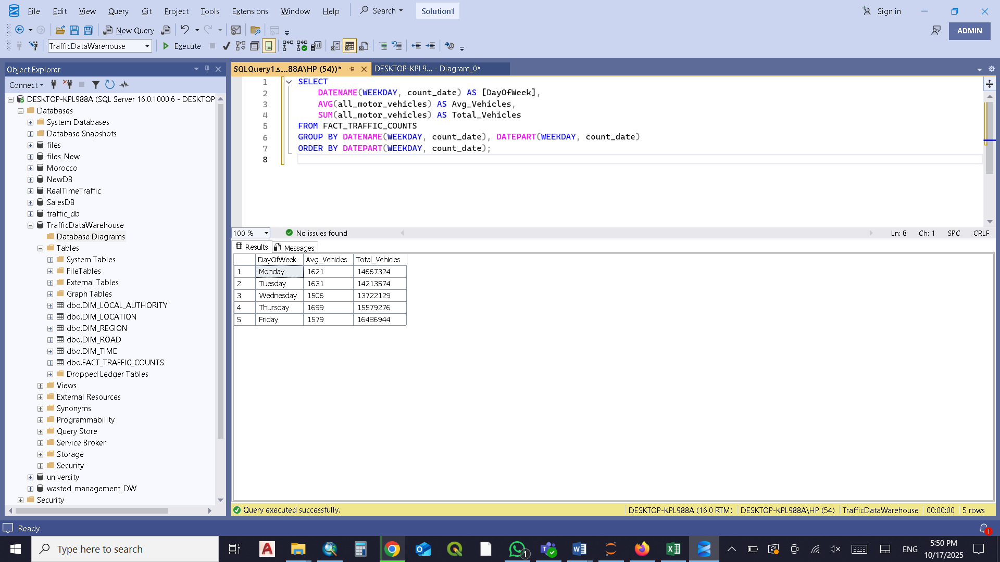 File Edit View Query Git Project Tools Extensions Window Help Search Solution1 Sign in
New Query ADMIN
TrafficDataWarehouse Execute
Object Explorer
Connect
DESKTOP-KPL988A (SQL Server 16.0.1000.6 - DESKTOP
Databases
System Databases
Database Snapshots
files
files_New
Morocco
NewDB
RealTimeTraffic
SalesDB
traffic_db
TrafficDataWarehouse
Database Diagrams
Tables
System Tables
FileTables
External Tables
Graph Tables
dbo.DIM_LOCAL_AUTHORITY
dbo.DIM_LOCATION
dbo.DIM_REGION
dbo.DIM_ROAD
dbo.DIM_TIME
dbo.FACT_TRAFFIC_COUNTS
Dropped Ledger Tables
Views
External Resources
Synonyms
Programmability
Query Store
Service Broker
Storage
Security
university
wasted_management_DW
Security
SQLQuery1.s...88A\HP (54))* DESKTOP-KPL9... - Diagram_0*
1 SELECT
2 DATENAME(WEEKDAY, count_date) AS [DayOfWeek],
3 AVG(all_motor_vehicles) AS Avg_Vehicles,
4 SUM(all_motor_vehicles) AS Total_Vehicles
5 FROM FACT_TRAFFIC_COUNTS
6 GROUP BY DATENAME(WEEKDAY, count_date), DATEPART(WEEKDAY, count_date)
7 ORDER BY DATEPART(WEEKDAY, count_date);
8
100 % No issues found Ln: 8 Ch: 1 SPC CRLF
Results Messages
DayOfWeek Avg_Vehicles Total_Vehicles
1 Monday 1621 14667324
2 Tuesday 1631 14213574
3 Wednesday 1506 13722129
4 Thursday 1699 15579276
5 Friday 1579 16486944
Query executed successfully. DESKTOP-KPL988A (16.0 RTM) DESKTOP-KPL988A\HP (54) TrafficDataWarehouse 00:00:00 5 rows
Ready 1
Type here to search 1 ENG 5:50 PM
10/17/2025